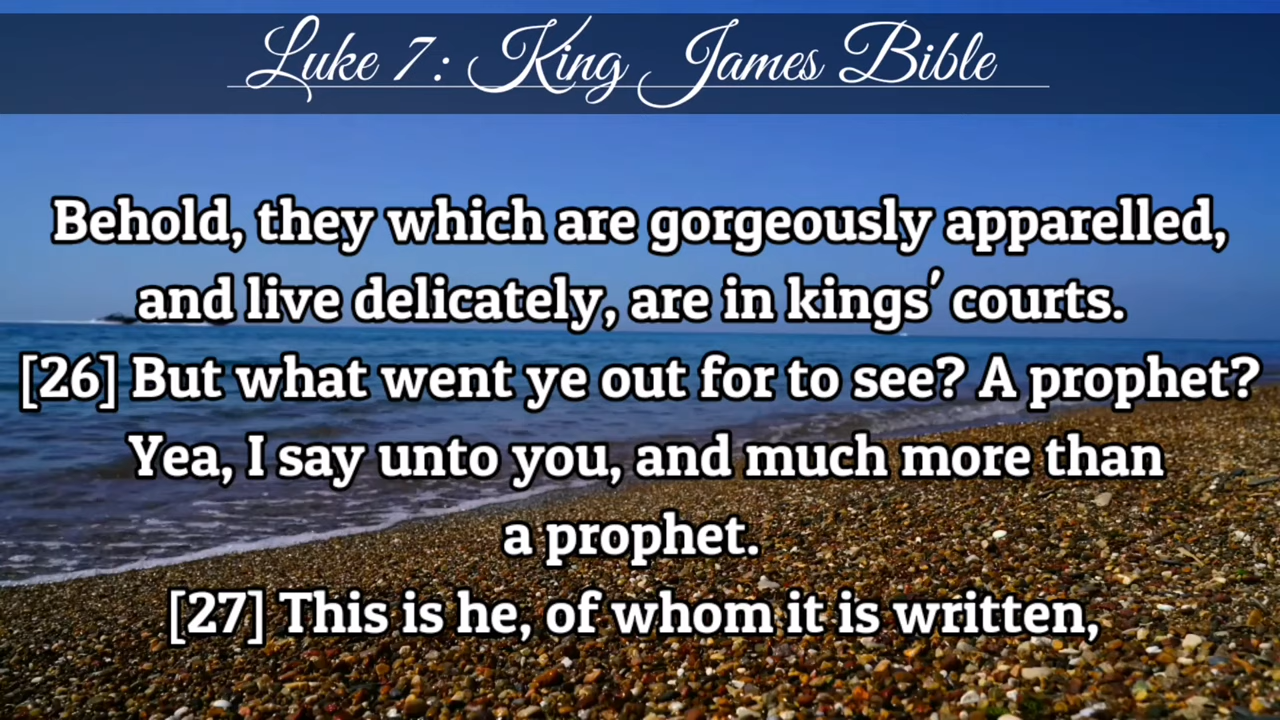 Luke 7: King James Bible
Behold, they which are gorgeously apparelled,
and live delicately, are in kings' courts.
[26] But what went ye out for to see? A prophet?
Yea, I say unto you, and much more than
a prophet.
[27] This is he, of whom it is written,